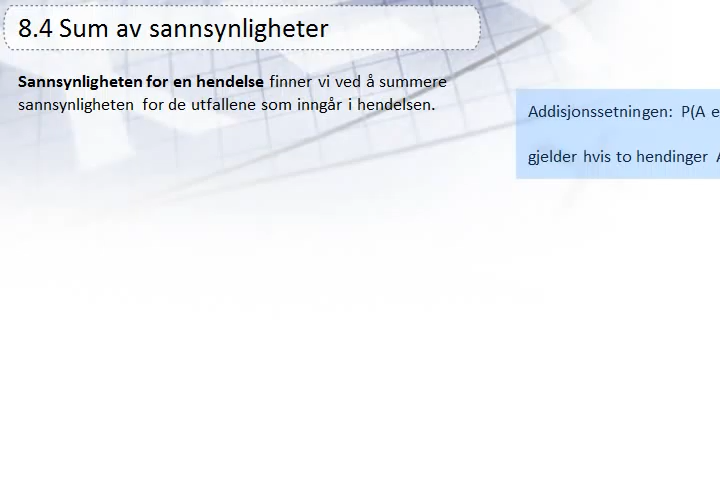 8.4 Sum av sannsynligheter
Sannsynligheten for en hendelse finner vi ved å summere
sannsynligheten for de utfallene som inngår i hendelsen.
Addisjonssetningen: P(A e
gjelder hvis to hendinger A